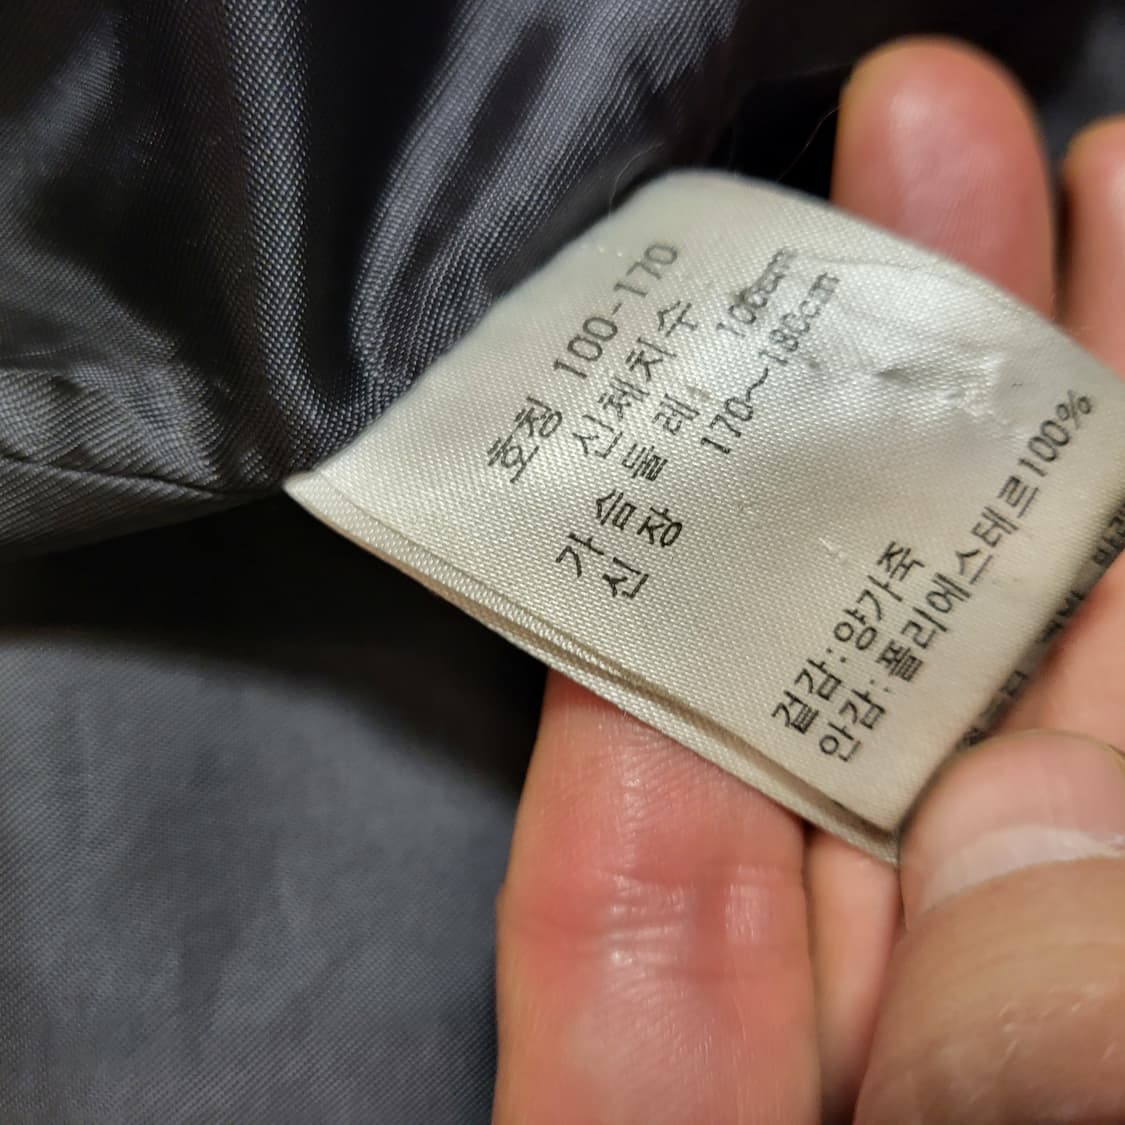 호칭 100-170
신체치수
가슴둘레 100cm
신장 170~180cm
겉감:양가죽
안감:폴리에스테르100%